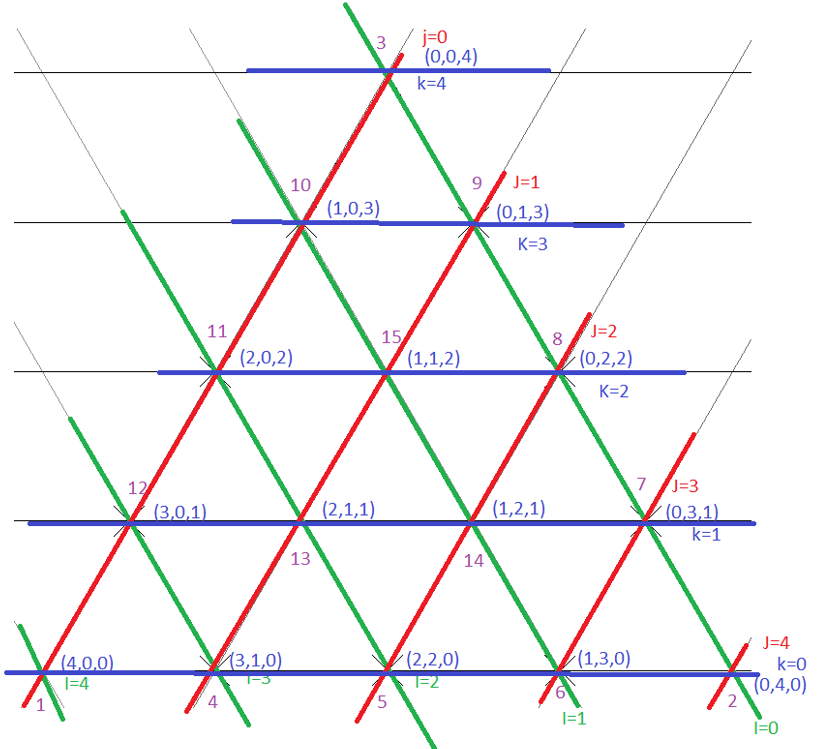 3 j=0
(0,0,4)
k=4
10 9 J=1
(1,0,3) (0,1,3)
K=3
11 15 8 J=2
(2,0,2) (1,1,2) (0,2,2)
K=2
12 7 J=3
(3,0,1) (2,1,1) (1,2,1) (0,3,1)
k=1
13 14
J=4
(4,0,0) (3,1,0) (2,2,0) (1,3,0) k=0
I=4 I=3 I=2 (0,4,0)
1 4 5 6 2
I=1 I=0